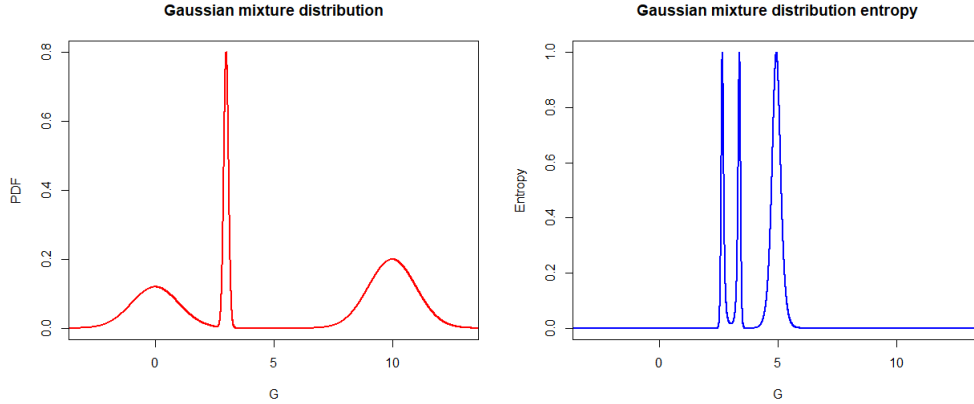 Gaussian mixture distribution
PDF
0.0
0.2
0.4
0.6
0.8
0 5 10
G
Gaussian mixture distribution entropy
Entropy
0.0
0.2
0.4
0.6
0.8
1.0
0 5 10
G